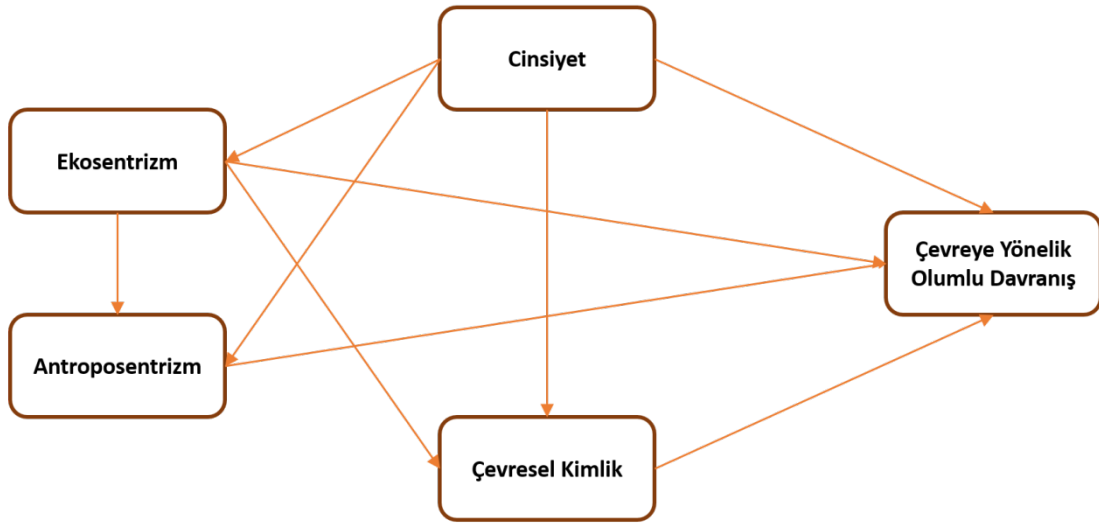 Cinsiyet
Ekosentrizm
Çevreye Yönelik
Olumlu Davranış
Antroposentrizm
Çevresel Kimlik